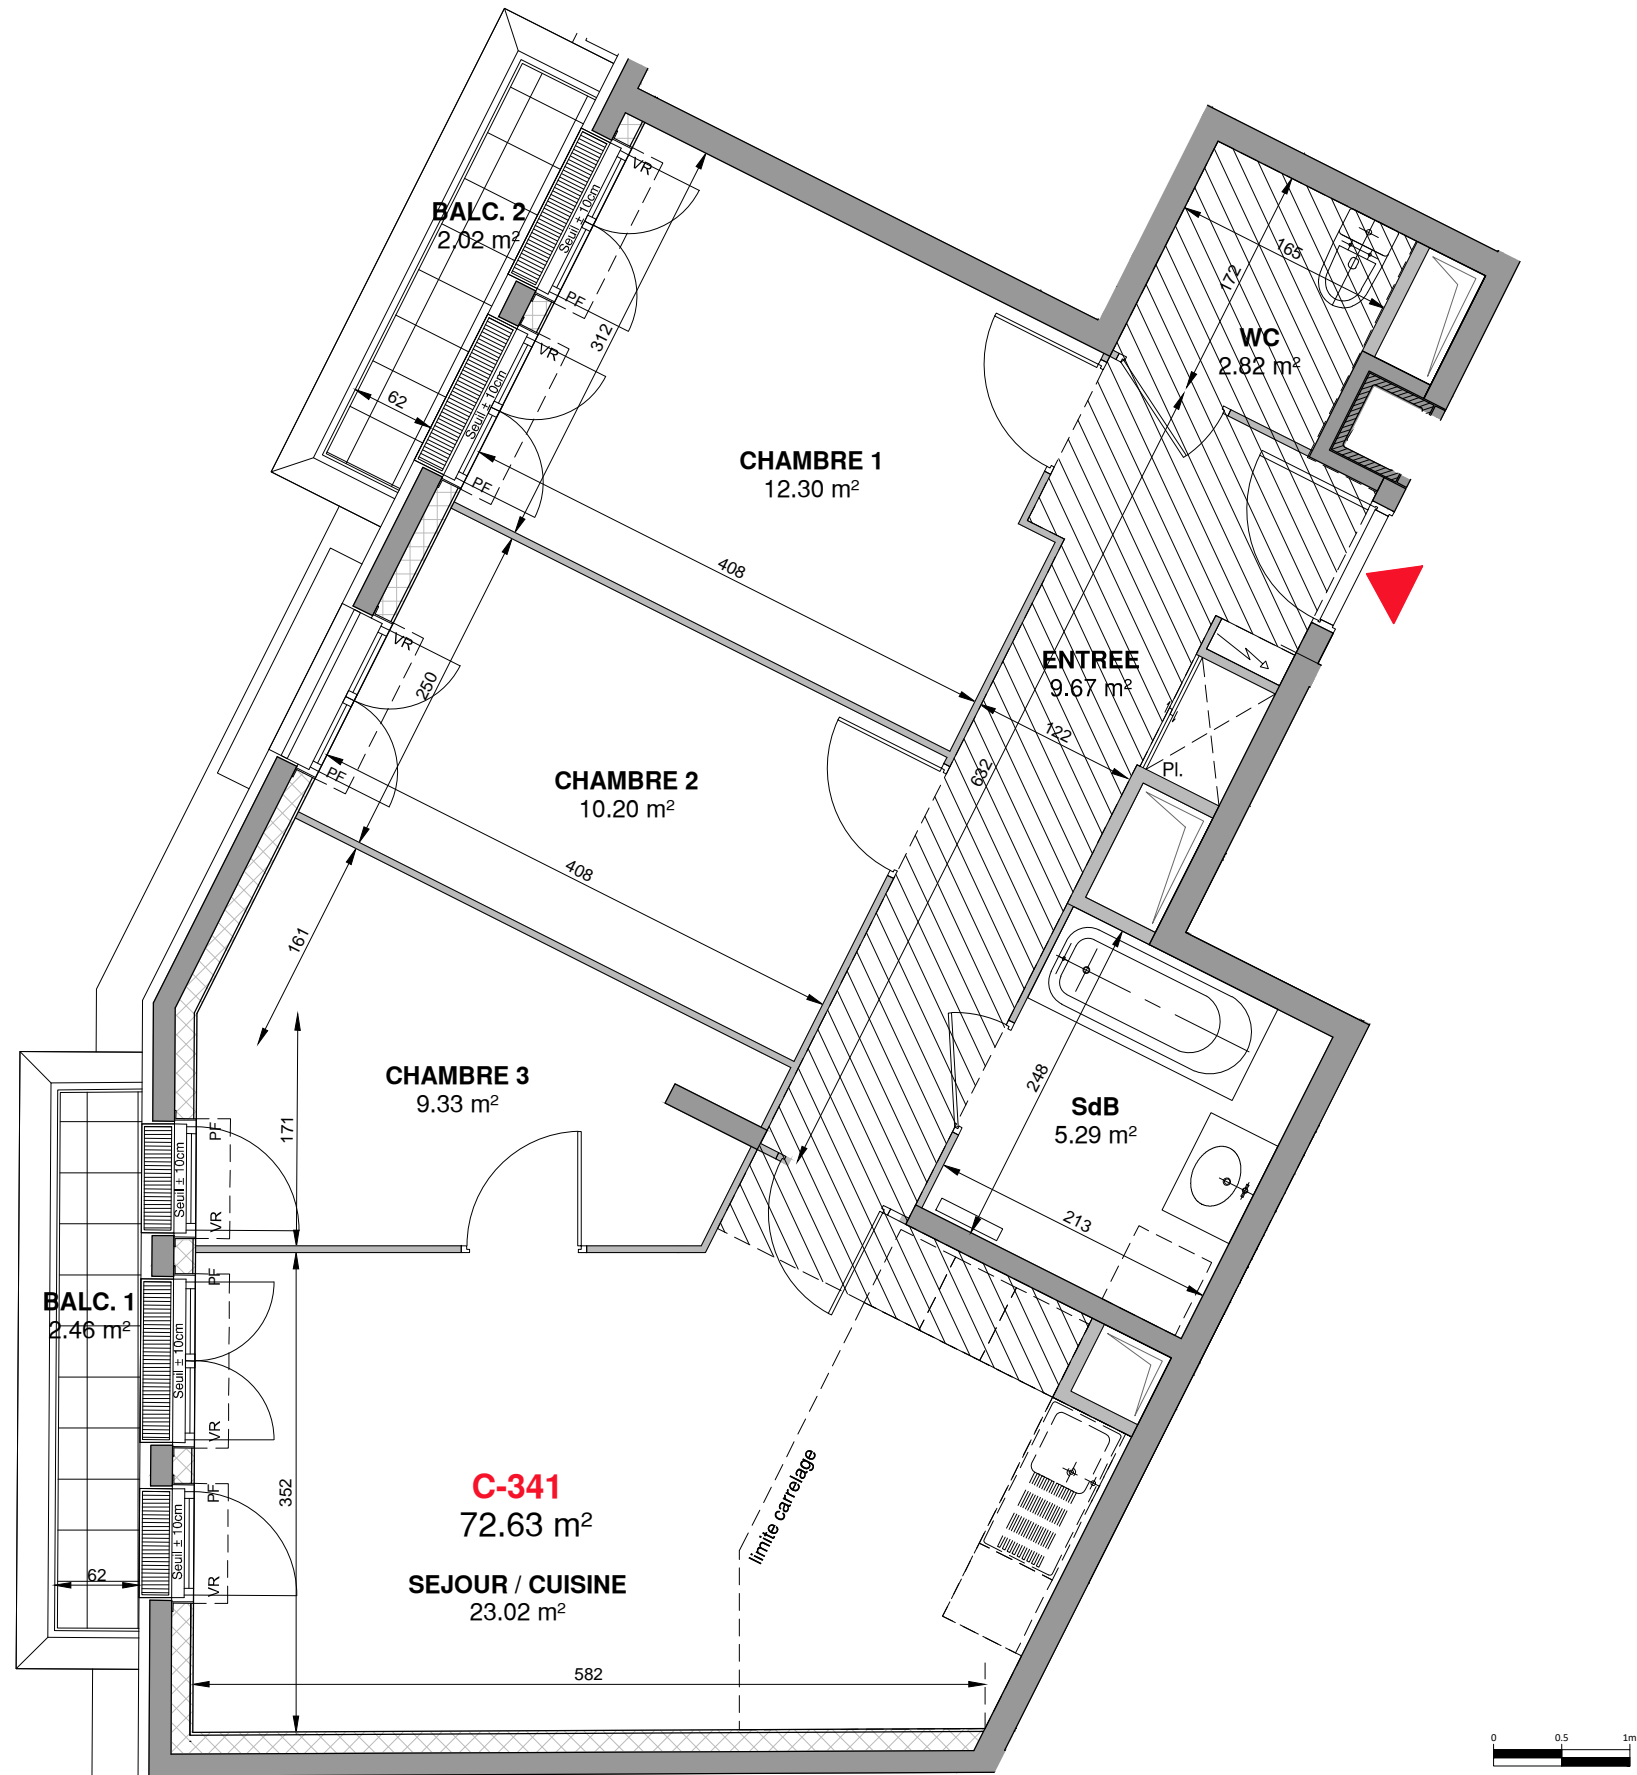 BALC. 2
2.02 m²
VR
Seuil ± 10cm
PF
312
VR
Seuil ± 10cm
PF
62
165
172
WC
2.82 m²
CHAMBRE 1
12.30 m²
408
ENTREE
9.67 m²
122
632
Pl.
VR
250
PF
CHAMBRE 2
10.20 m²
408
161
CHAMBRE 3
9.33 m²
171
PF
Seuil ± 10cm
VR
248
SdB
5.29 m²
213
BALC. 1
2.46 m²
PF
Seuil ± 10cm
VR
352
PF
Seuil ± 10cm
VR
62
C-341
72.63 m²
SEJOUR / CUISINE
23.02 m²
limite carrelage
582
0 0.5 1m